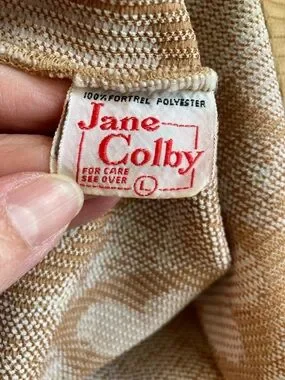 100% FORTREL POLYESTER
Jane
Colby
FOR CARE
SEE OVER
L